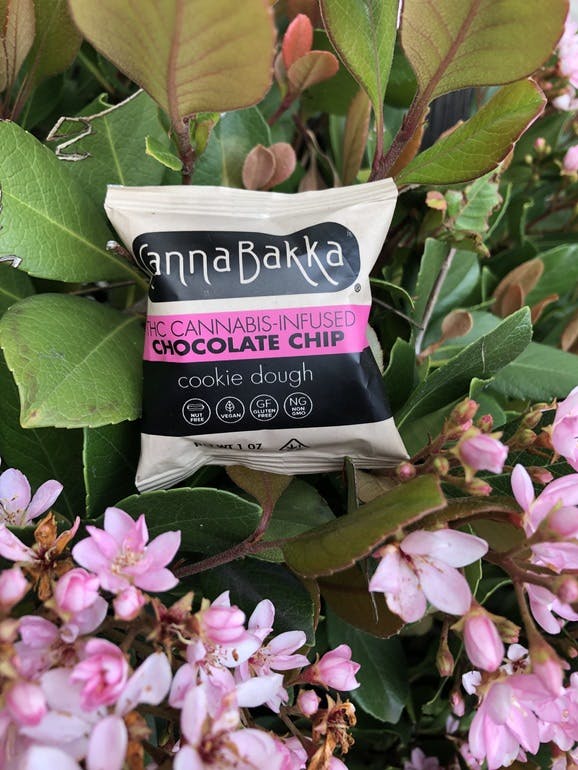 CannaBakka®
THC CANNABIS-INFUSED
CHOCOLATE CHIP
cookie dough
NUT FREE
VEGAN
GF GLUTEN FREE
NG NON GMO
NET WT 1 OZ